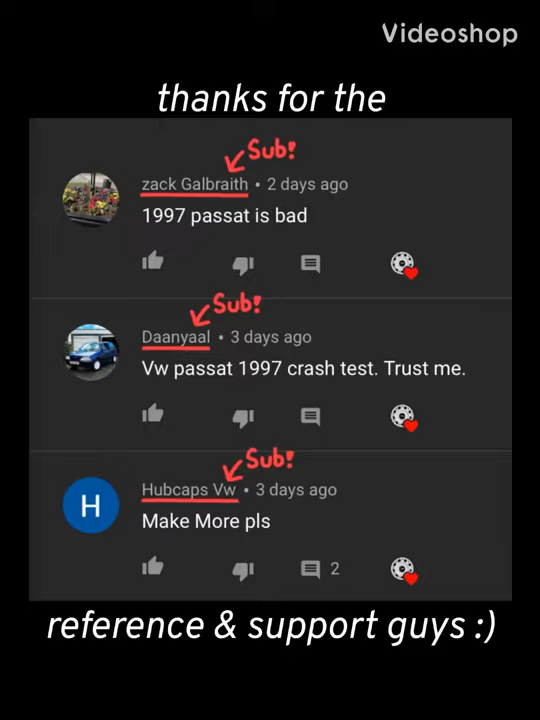 Videoshop
thanks for the
Sub!
zack Galbraith • 2 days ago
1997 passat is bad
Sub!
Daanyaal • 3 days ago
Vw passat 1997 crash test. Trust me.
Sub!
H
Hubcaps Vw • 3 days ago
Make More pls
2
reference & support guys :)